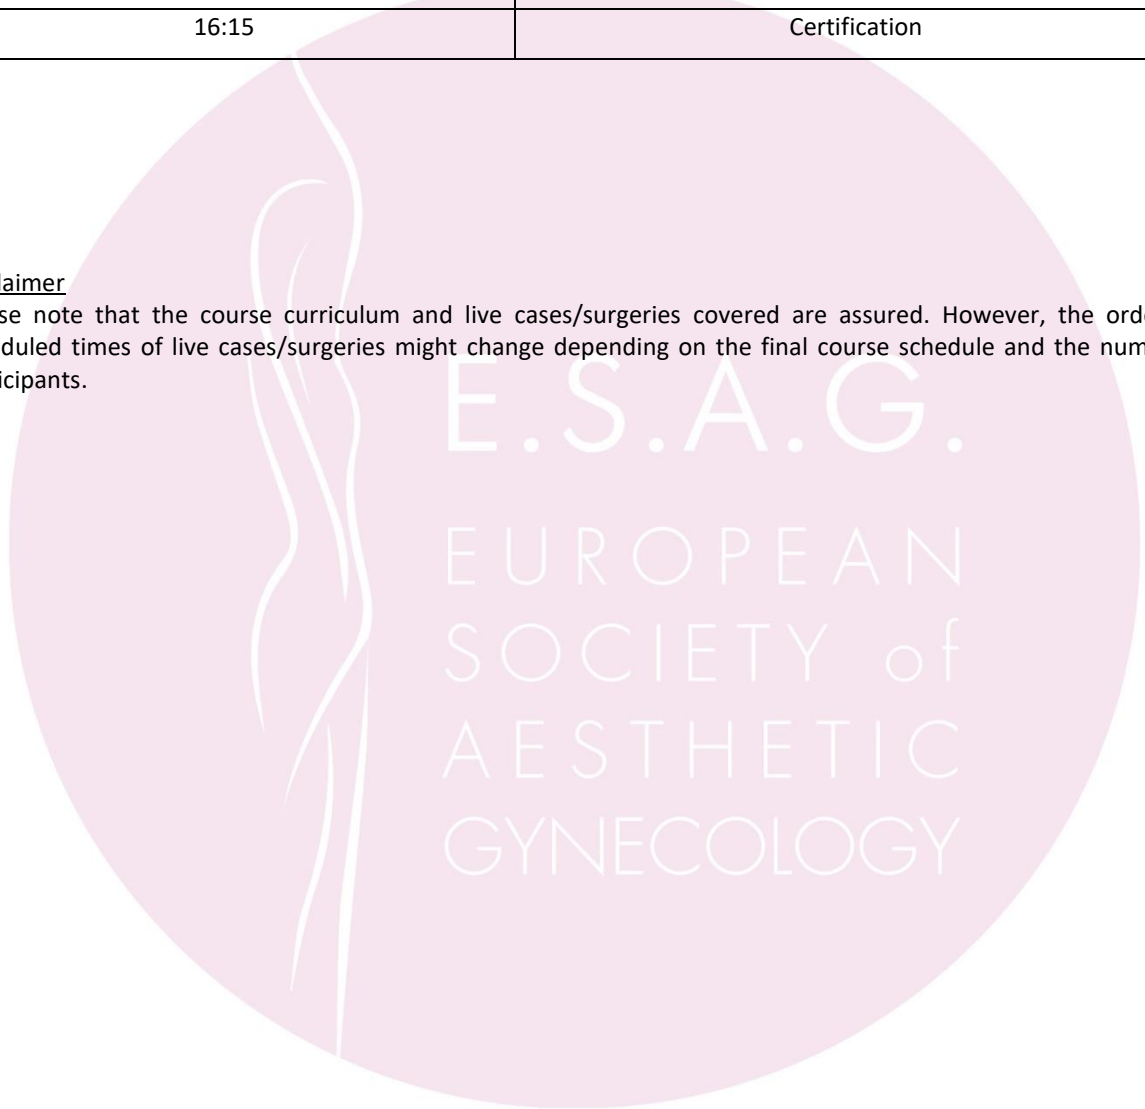 16:15 Certification
laimer
se note that the course curriculum and live cases/surgeries covered are assured. However, the ord
duled times of live cases/surgeries might change depending on the final course schedule and the num
icipants.
E.S.A.G.
EUROPEAN
SOCIETY of
AESTHETIC
GYNECOLOGY